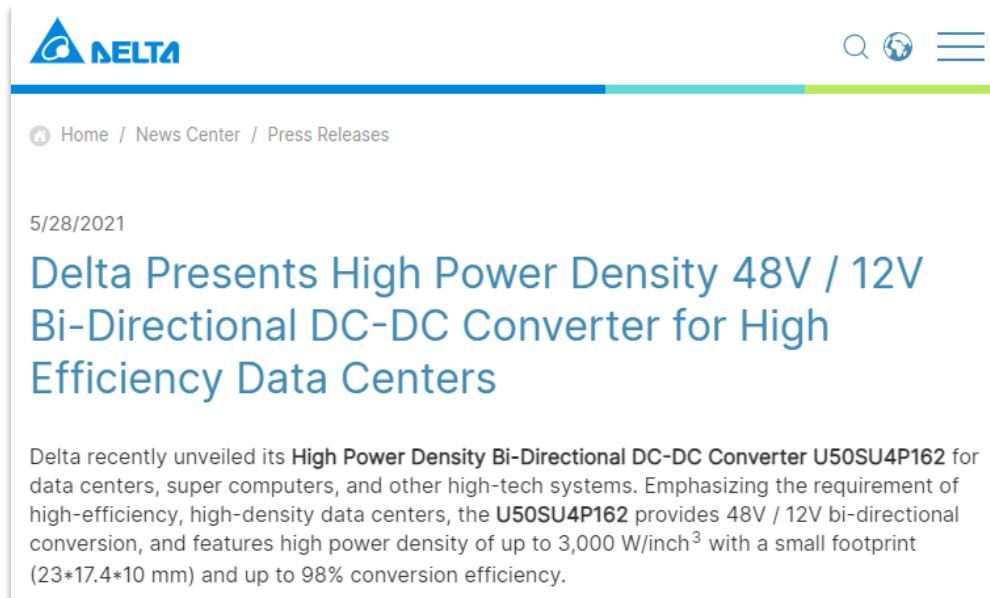 DELTA
Home / News Center / Press Releases
5/28/2021
Delta Presents High Power Density 48V / 12V
Bi-Directional DC-DC Converter for High
Efficiency Data Centers
Delta recently unveiled its High Power Density Bi-Directional DC-DC Converter U50SU4P162 for
data centers, super computers, and other high-tech systems. Emphasizing the requirement of
high-efficiency, high-density data centers, the U50SU4P162 provides 48V / 12V bi-directional
conversion, and features high power density of up to 3,000 W/inch³ with a small footprint
(23*17.4*10 mm) and up to 98% conversion efficiency.